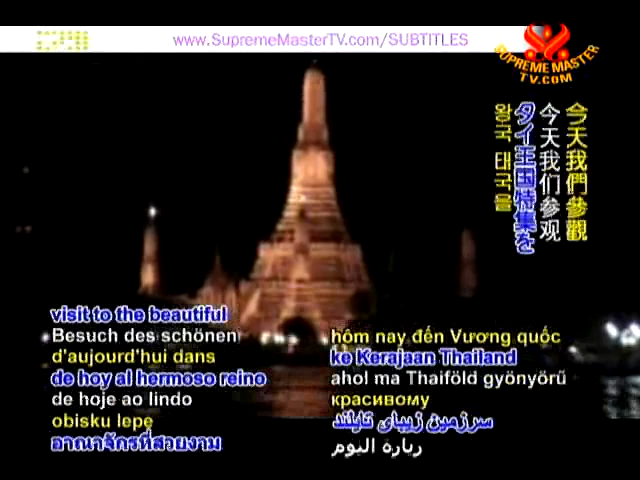 www.SupremeMasterTV.com/SUBTITLES
SUPREME MASTER
TV.COM
今天我們參觀
今天我们参观
タイ王国特集を
왕국 태국을
visit to the beautiful
Besuch des schönen
d'aujourd'hui dans
de hoy al hermoso reino
de hoje ao lindo
obisku lepę
อาณาจักรที่สวยงาม
hôm nay đến Vương quốc
ke Kerajaan Thailand
ahol ma Thaiföld gyönyörű
красивому
سرزمین زیبای تایلند
زيارة اليوم